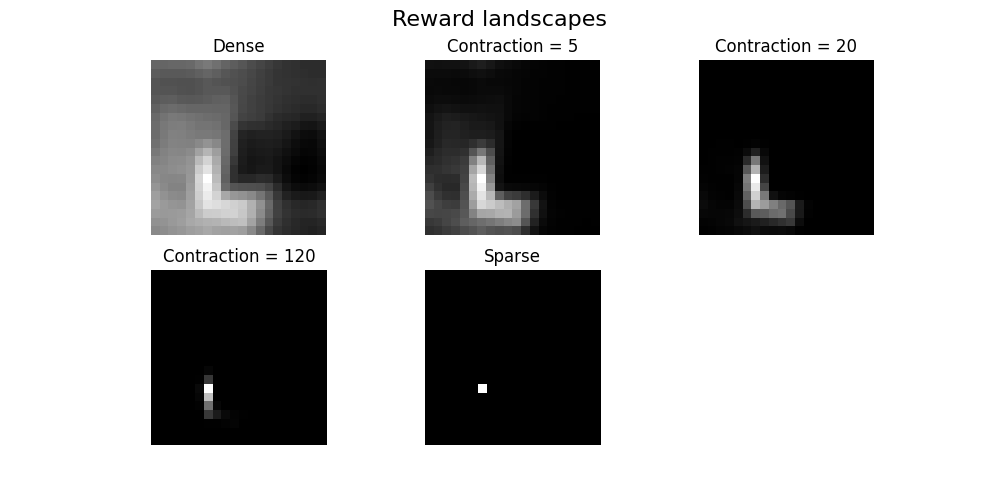 Reward landscapes
Dense
Contraction = 5
Contraction = 20
Contraction = 120
Sparse